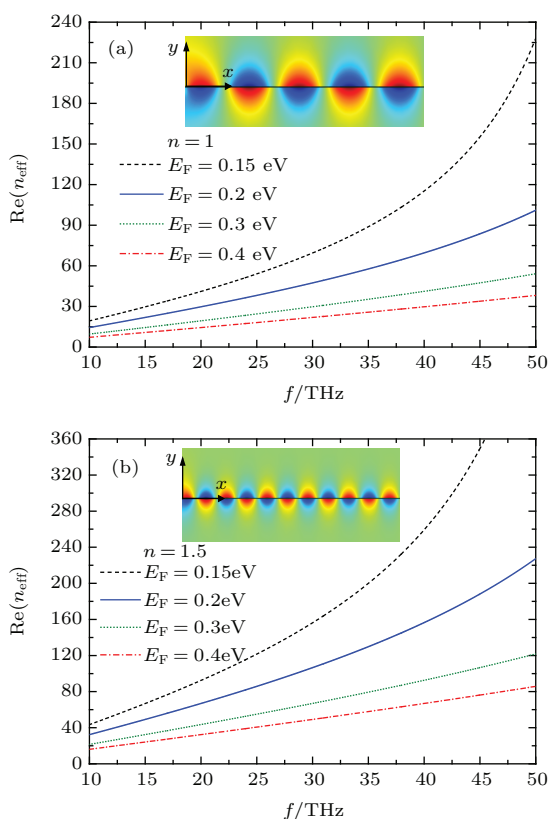 240
(a)
y
210
x
180
n = 1
150
E_F = 0.15 eV
120
E_F = 0.2 eV
90
E_F = 0.3 eV
60
E_F = 0.4 eV
30
0
Re(n_eff)
10 15 20 25 30 35 40 45 50
f/THz
360
(b)
y
320
x
280
240
n = 1.5
200
E_F = 0.15eV
160
E_F = 0.2eV
120
E_F = 0.3eV
80
E_F = 0.4eV
40
0
Re(n_eff)
10 15 20 25 30 35 40 45 50
f/THz